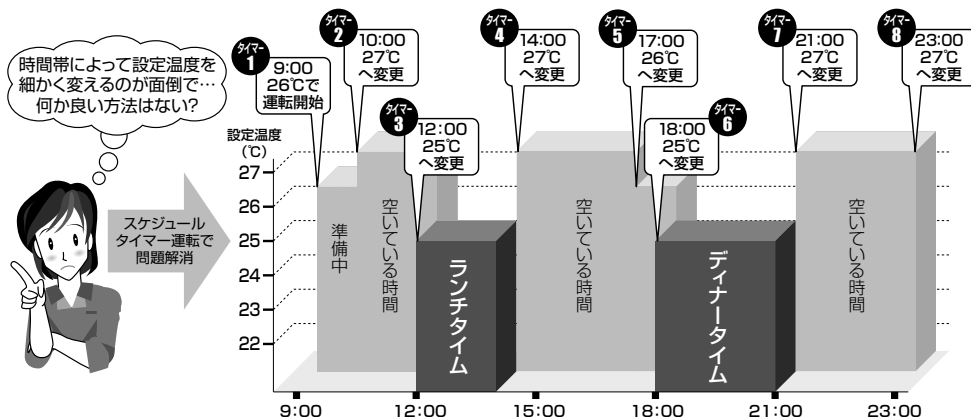 時間帯によって設定温度を
細かく変えるのが面倒で…
何か良い方法はない?
スケジュール
タイマー運転で
問題解消
タイマー
1
9:00
26℃で
運転開始
タイマー
2
10:00
27℃
へ変更
タイマー
3
12:00
25℃
へ変更
タイマー
4
14:00
27℃
へ変更
タイマー
5
17:00
26℃
へ変更
タイマー
6
18:00
25℃
へ変更
タイマー
7
21:00
27℃
へ変更
タイマー
8
23:00
27℃
へ変更
設定温度
(℃)
27
26
25
24
23
22
準備中
空いている時間
ランチタイム
空いている時間
ディナータイム
空いている時間
9:00
12:00
15:00
18:00
21:00
23:00